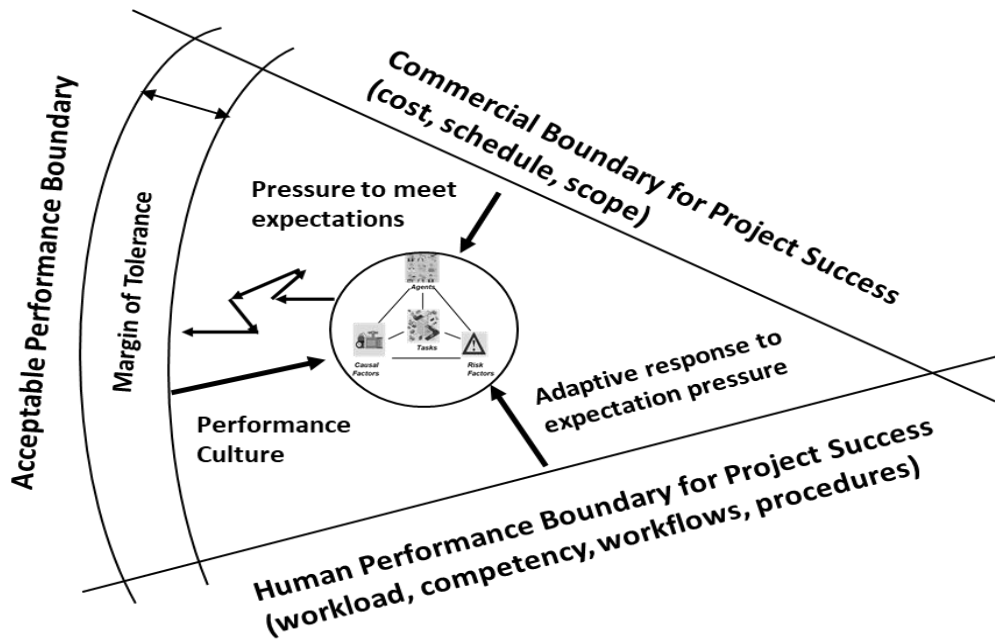 Acceptable Performance Boundary
Margin of Tolerance
Commercial Boundary for Project Success
(cost, schedule, scope)
Pressure to meet
expectations
Agents
Tasks
Causal
Factors
Risk
Factors
Performance
Culture
Adaptive response to
expectation pressure
Human Performance Boundary for Project Success
(workload, competency, workflows, procedures)